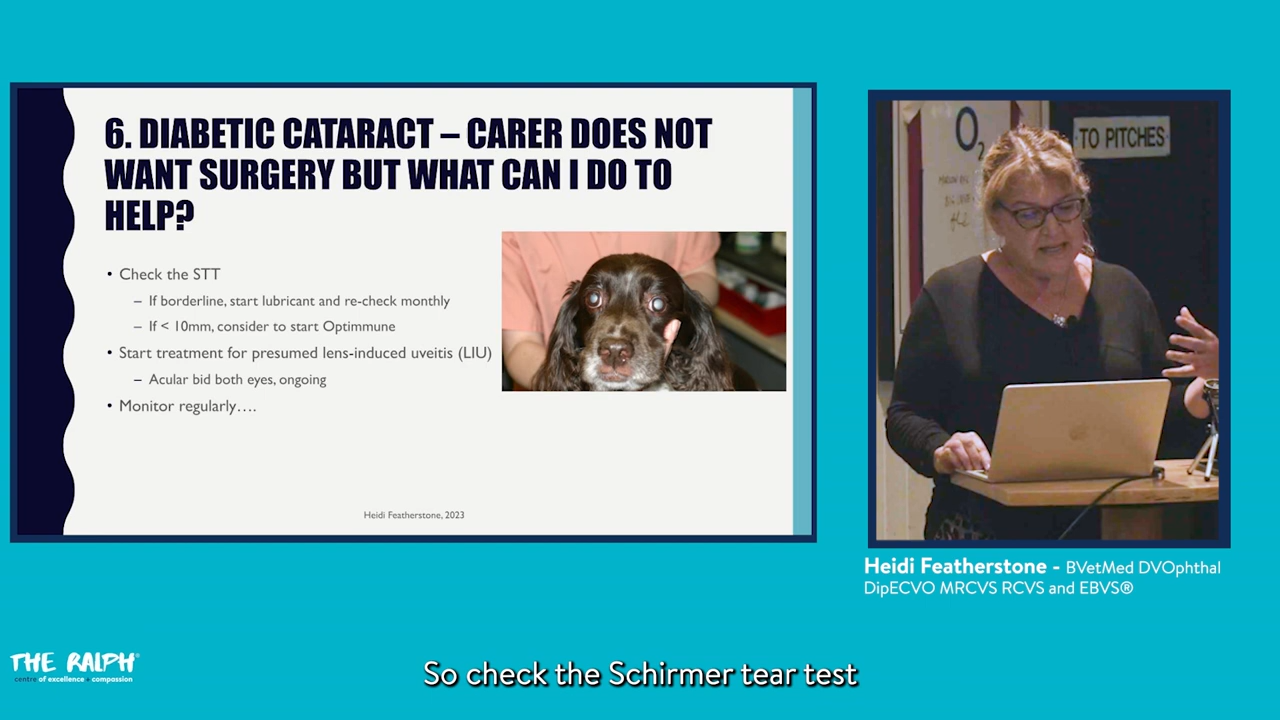 6. DIABETIC CATARACT – CARER DOES NOT
WANT SURGERY BUT WHAT CAN I DO TO
HELP?
• Check the STT
– If borderline, start lubricant and re-check monthly
– If < 10mm, consider to start Optimmune
• Start treatment for presumed lens-induced uveitis (LIU)
– Acular bid both eyes, ongoing
• Monitor regularly….
Heidi Featherstone, 2023
O2
TO PITCHES
Heidi Featherstone - BVetMed DVOphthal
DipECVO MRCVS RCVS and EBVS®
THE RALPH®
centre of excellence + compassion
So check the Schirmer tear test